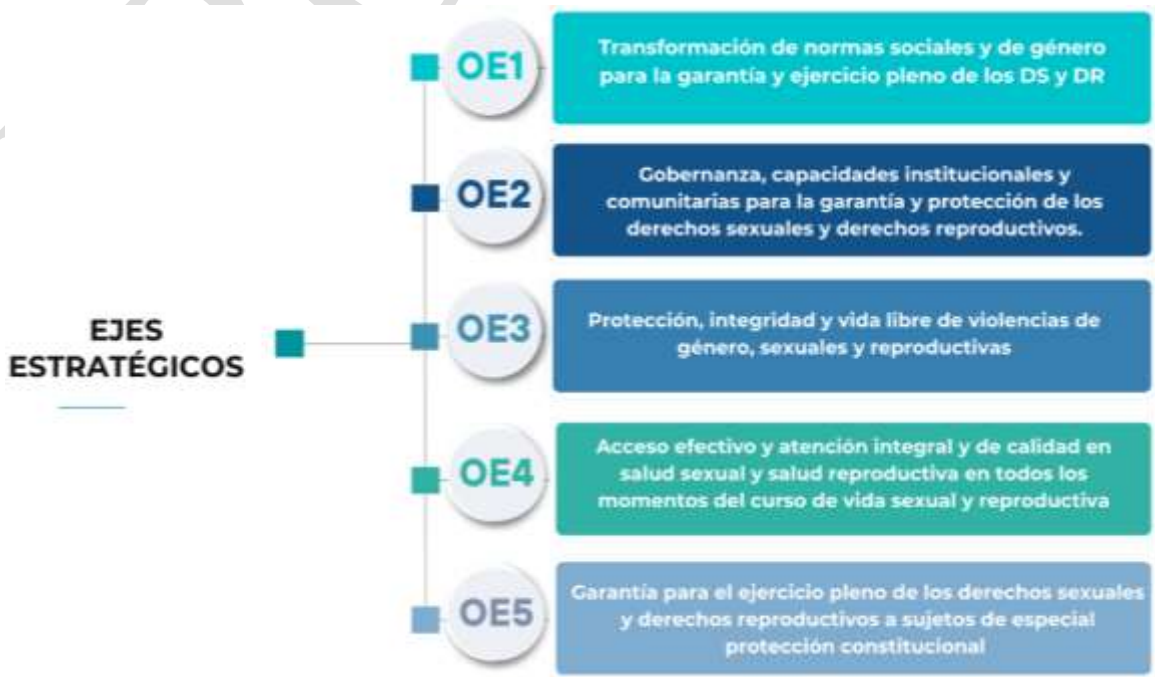 EJES
ESTRATÉGICOS
OE1
Transformación de normas sociales y de género
para la garantía y ejercicio pleno de los DS y DR
OE2
Gobernanza, capacidades institucionales y
comunitarias para la garantía y protección de los
derechos sexuales y derechos reproductivos.
OE3
Protección, integridad y vida libre de violencias de
género, sexuales y reproductivas
OE4
Acceso efectivo y atención integral y de calidad en
salud sexual y salud reproductiva en todos los
momentos del curso de vida sexual y reproductiva
OE5
Garantía para el ejercicio pleno de los derechos sexuales
y derechos reproductivos a sujetos de especial
protección constitucional